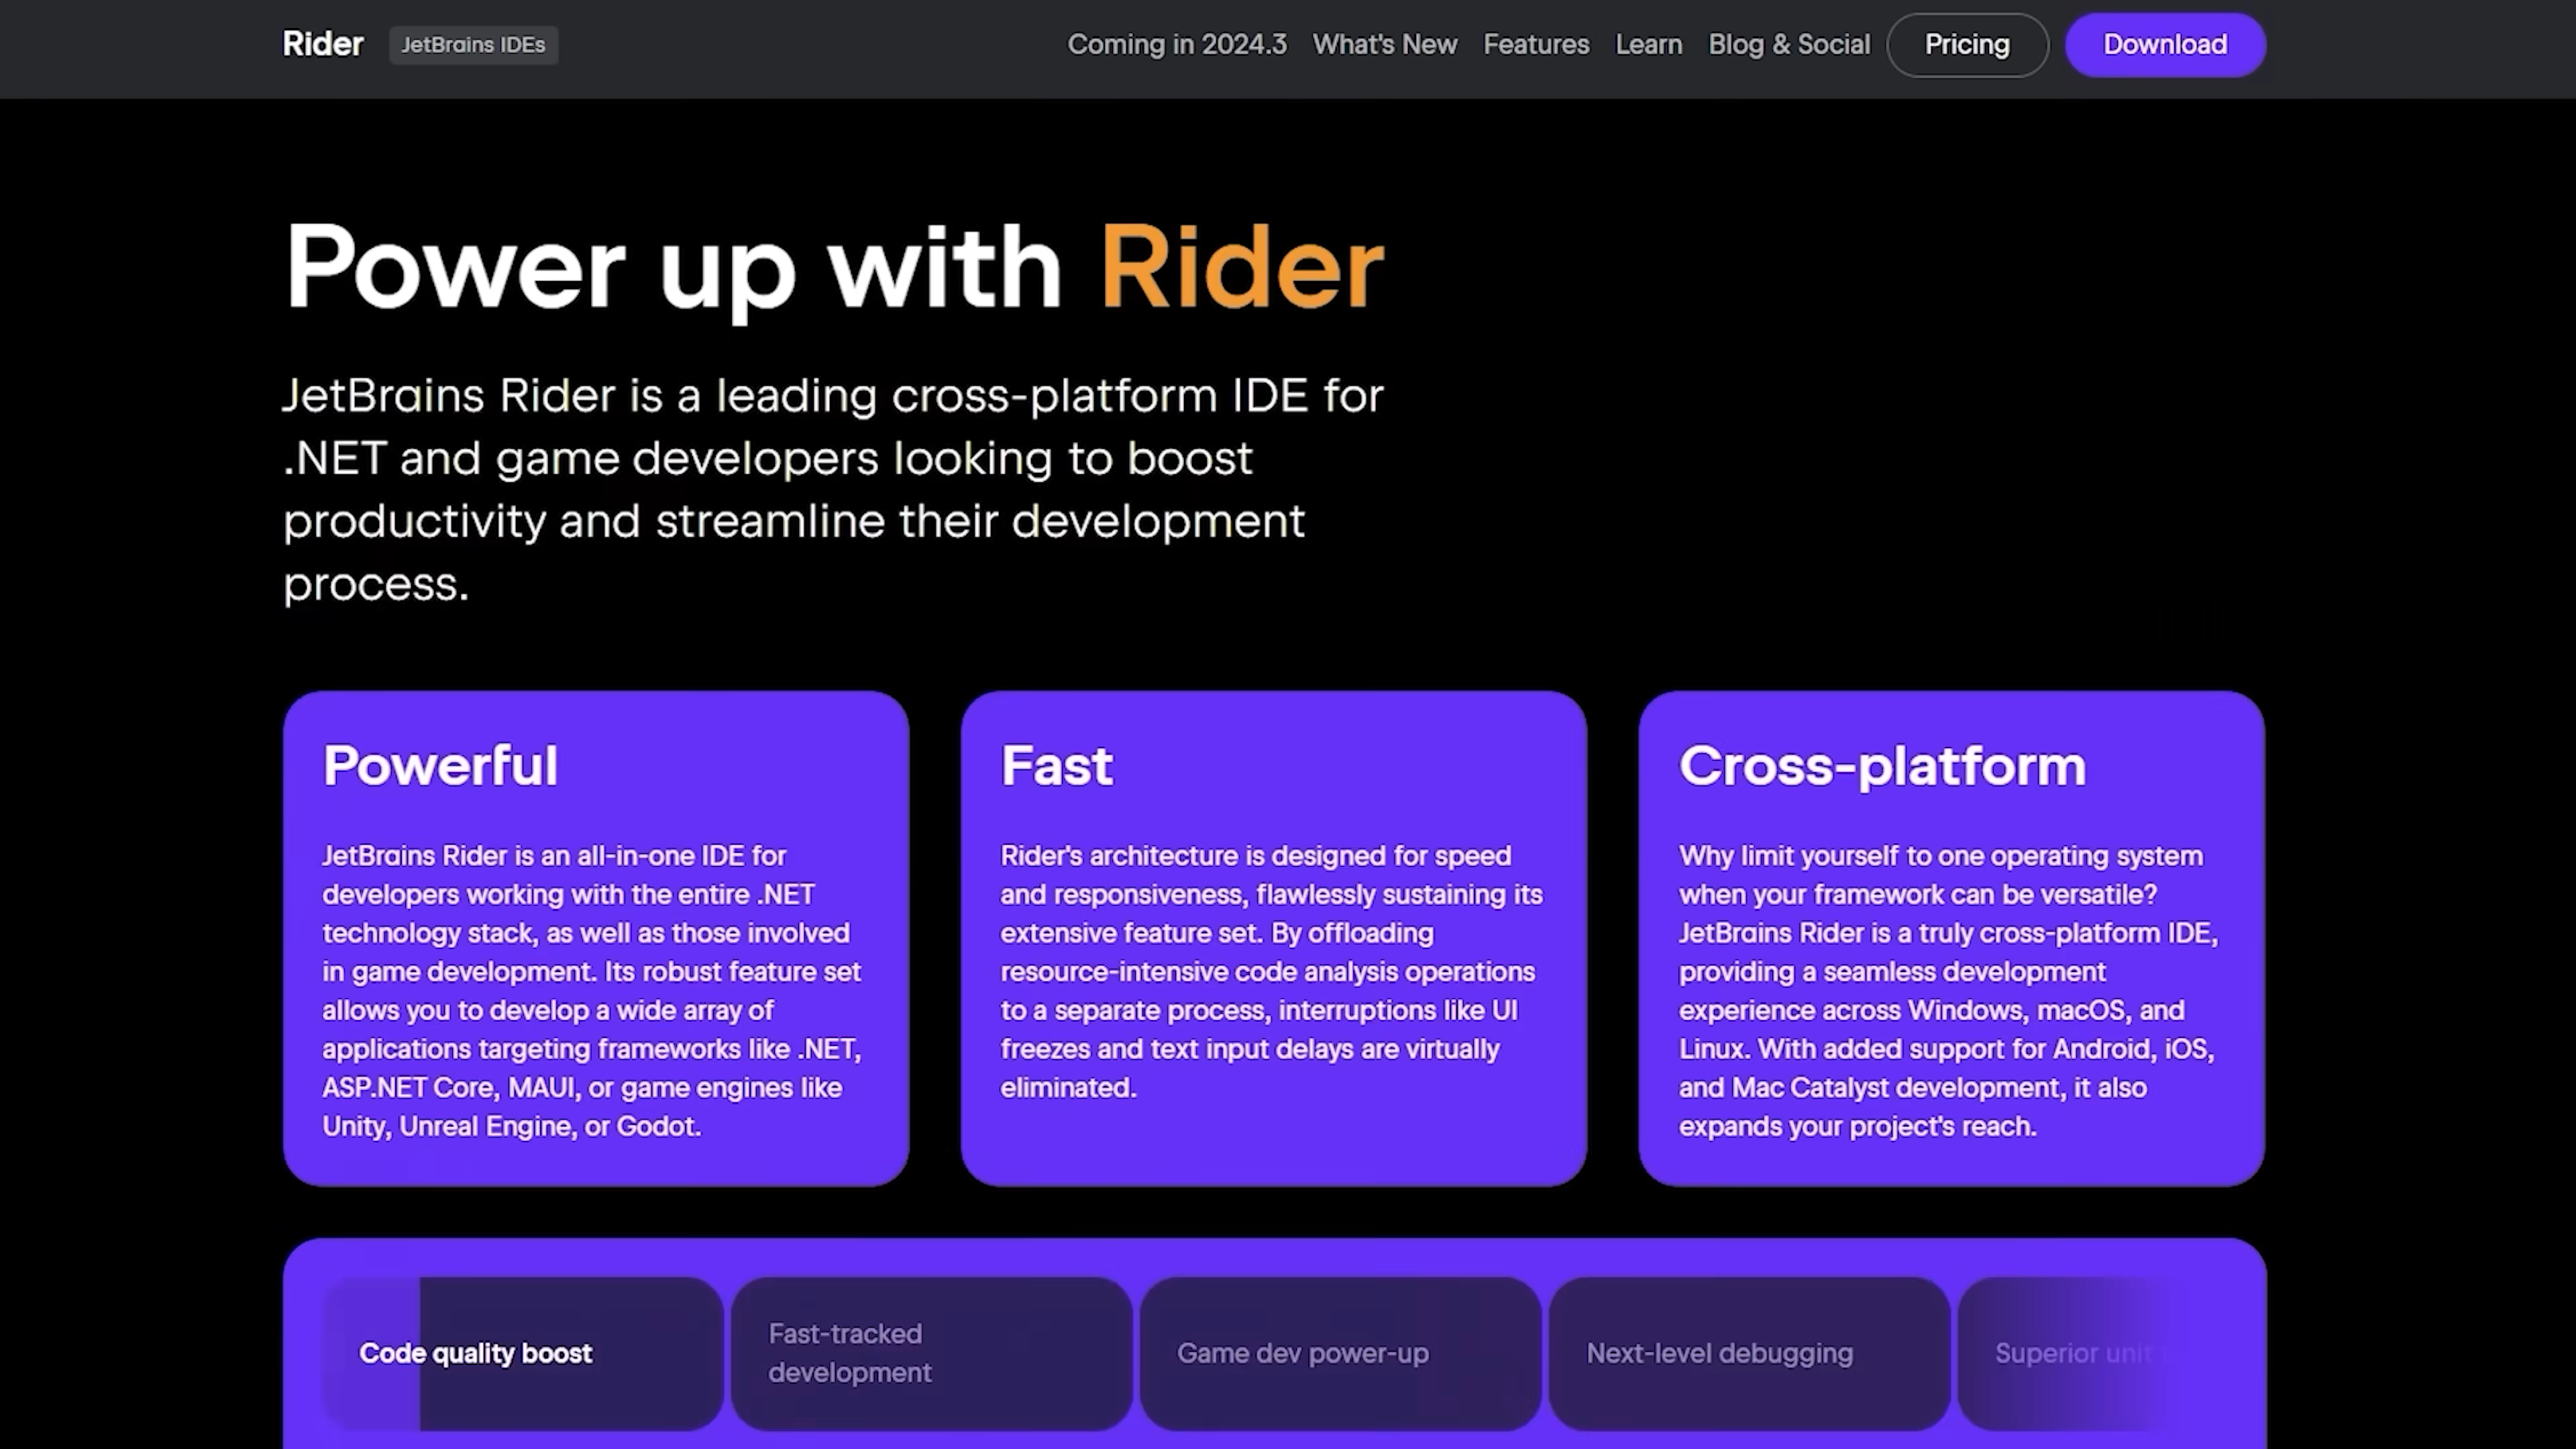 Rider
JetBrains IDEs
Coming in 2024.3
What's New
Features
Learn
Blog & Social
Pricing
Download
Power up with Rider
JetBrains Rider is a leading cross-platform IDE for
.NET and game developers looking to boost
productivity and streamline their development
process.
Powerful
JetBrains Rider is an all-in-one IDE for
developers working with the entire .NET
technology stack, as well as those involved
in game development. Its robust feature set
allows you to develop a wide array of
applications targeting frameworks like .NET,
ASP.NET Core, MAUI, or game engines like
Unity, Unreal Engine, or Godot.
Fast
Rider's architecture is designed for speed
and responsiveness, flawlessly sustaining its
extensive feature set. By offloading
resource-intensive code analysis operations
to a separate process, interruptions like UI
freezes and text input delays are virtually
eliminated.
Cross-platform
Why limit yourself to one operating system
when your framework can be versatile?
JetBrains Rider is a truly cross-platform IDE,
providing a seamless development
experience across Windows, macOS, and
Linux. With added support for Android, iOS,
and Mac Catalyst development, it also
expands your project's reach.
Code quality boost
Fast-tracked
development
Game dev power-up
Next-level debugging
Superior unit